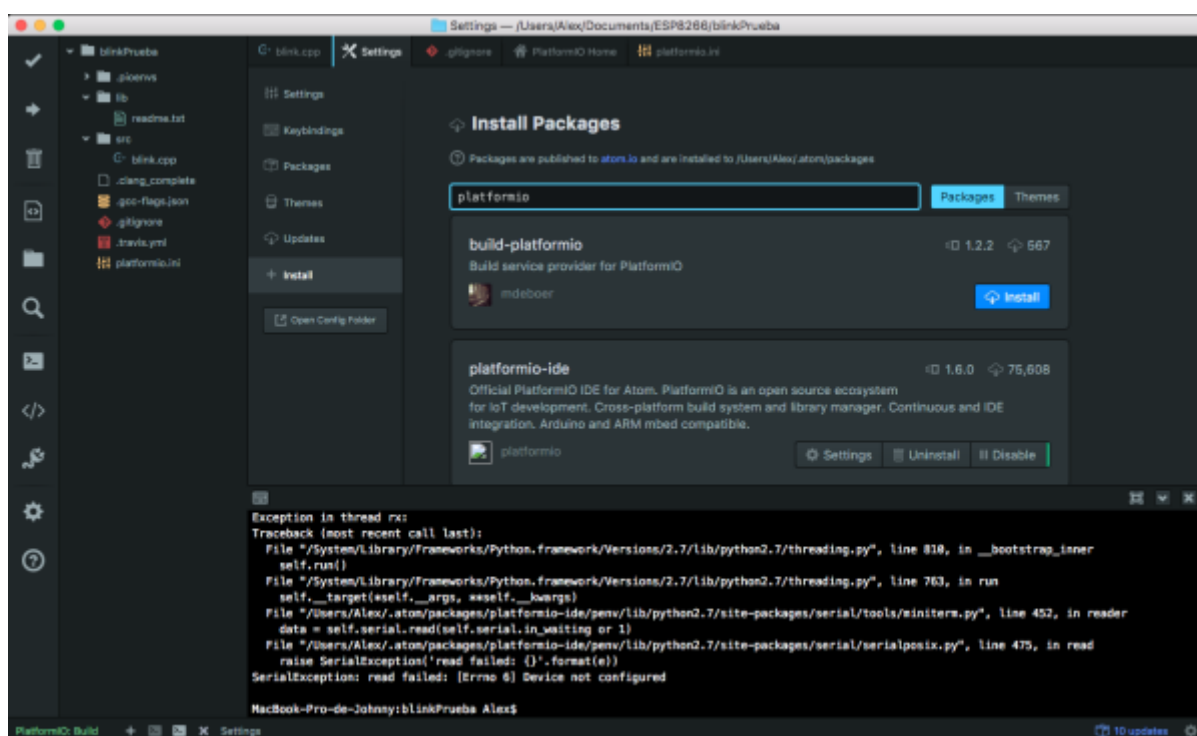 Settings — /Users/Alex/Documents/ESP8266/blinkPrueba
blinkPrueba
.pioenvs
lib
readme.txt
src
blink.cpp
.clang_complete
.gcc-flags.json
.gitignore
.travis.yml
platformio.ini
blink.cpp
Settings
.gitignore
PlatformIO Home
platformio.ini
Settings
Keybindings
Packages
Themes
Updates
Install
Open Config Folder
Install Packages
Packages are published to atom.io and are installed to /Users/Alex/.atom/packages
platformio
Packages Themes
build-platformio
1.2.2 567
Build service provider for PlatformIO
mdeboer
Install
platformio-ide
1.6.0 75,608
Official PlatformIO IDE for Atom. PlatformIO is an open source ecosystem
for IoT development. Cross-platform build system and library manager. Continuous and IDE
integration. Arduino and ARM mbed compatible.
platformio
Settings Uninstall Disable
Exception in thread rx:
Traceback (most recent call last):
File "/System/Library/Frameworks/Python.framework/Versions/2.7/lib/python2.7/threading.py", line 810, in __bootstrap_inner
self.run()
File "/System/Library/Frameworks/Python.framework/Versions/2.7/lib/python2.7/threading.py", line 763, in run
self.__target(*self.__args, **self.__kwargs)
File "/Users/Alex/.atom/packages/platformio-ide/penv/lib/python2.7/site-packages/serial/tools/miniterm.py", line 452, in reader
data = self.serial.read(self.serial.in_waiting or 1)
File "/Users/Alex/.atom/packages/platformio-ide/penv/lib/python2.7/site-packages/serial/serialposix.py", line 475, in read
raise SerialException('read failed: {}'.format(e))
SerialException: read failed: [Errno 6] Device not configured
MacBook-Pro-de-Johnny:blinkPrueba Alex$
PlatformIO: Build
Settings
10 updates